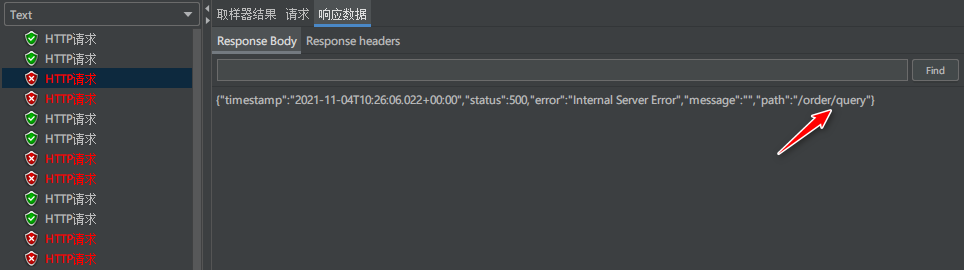 Text
HTTP请求
HTTP请求
HTTP请求
HTTP请求
HTTP请求
HTTP请求
HTTP请求
HTTP请求
HTTP请求
HTTP请求
HTTP请求
HTTP请求
取样器结果 请求 响应数据
Response Body Response headers
Find
{"timestamp":"2021-11-04T10:26:06.022+00:00","status":500,"error":"Internal Server Error","message":"","path":"/order/query"}